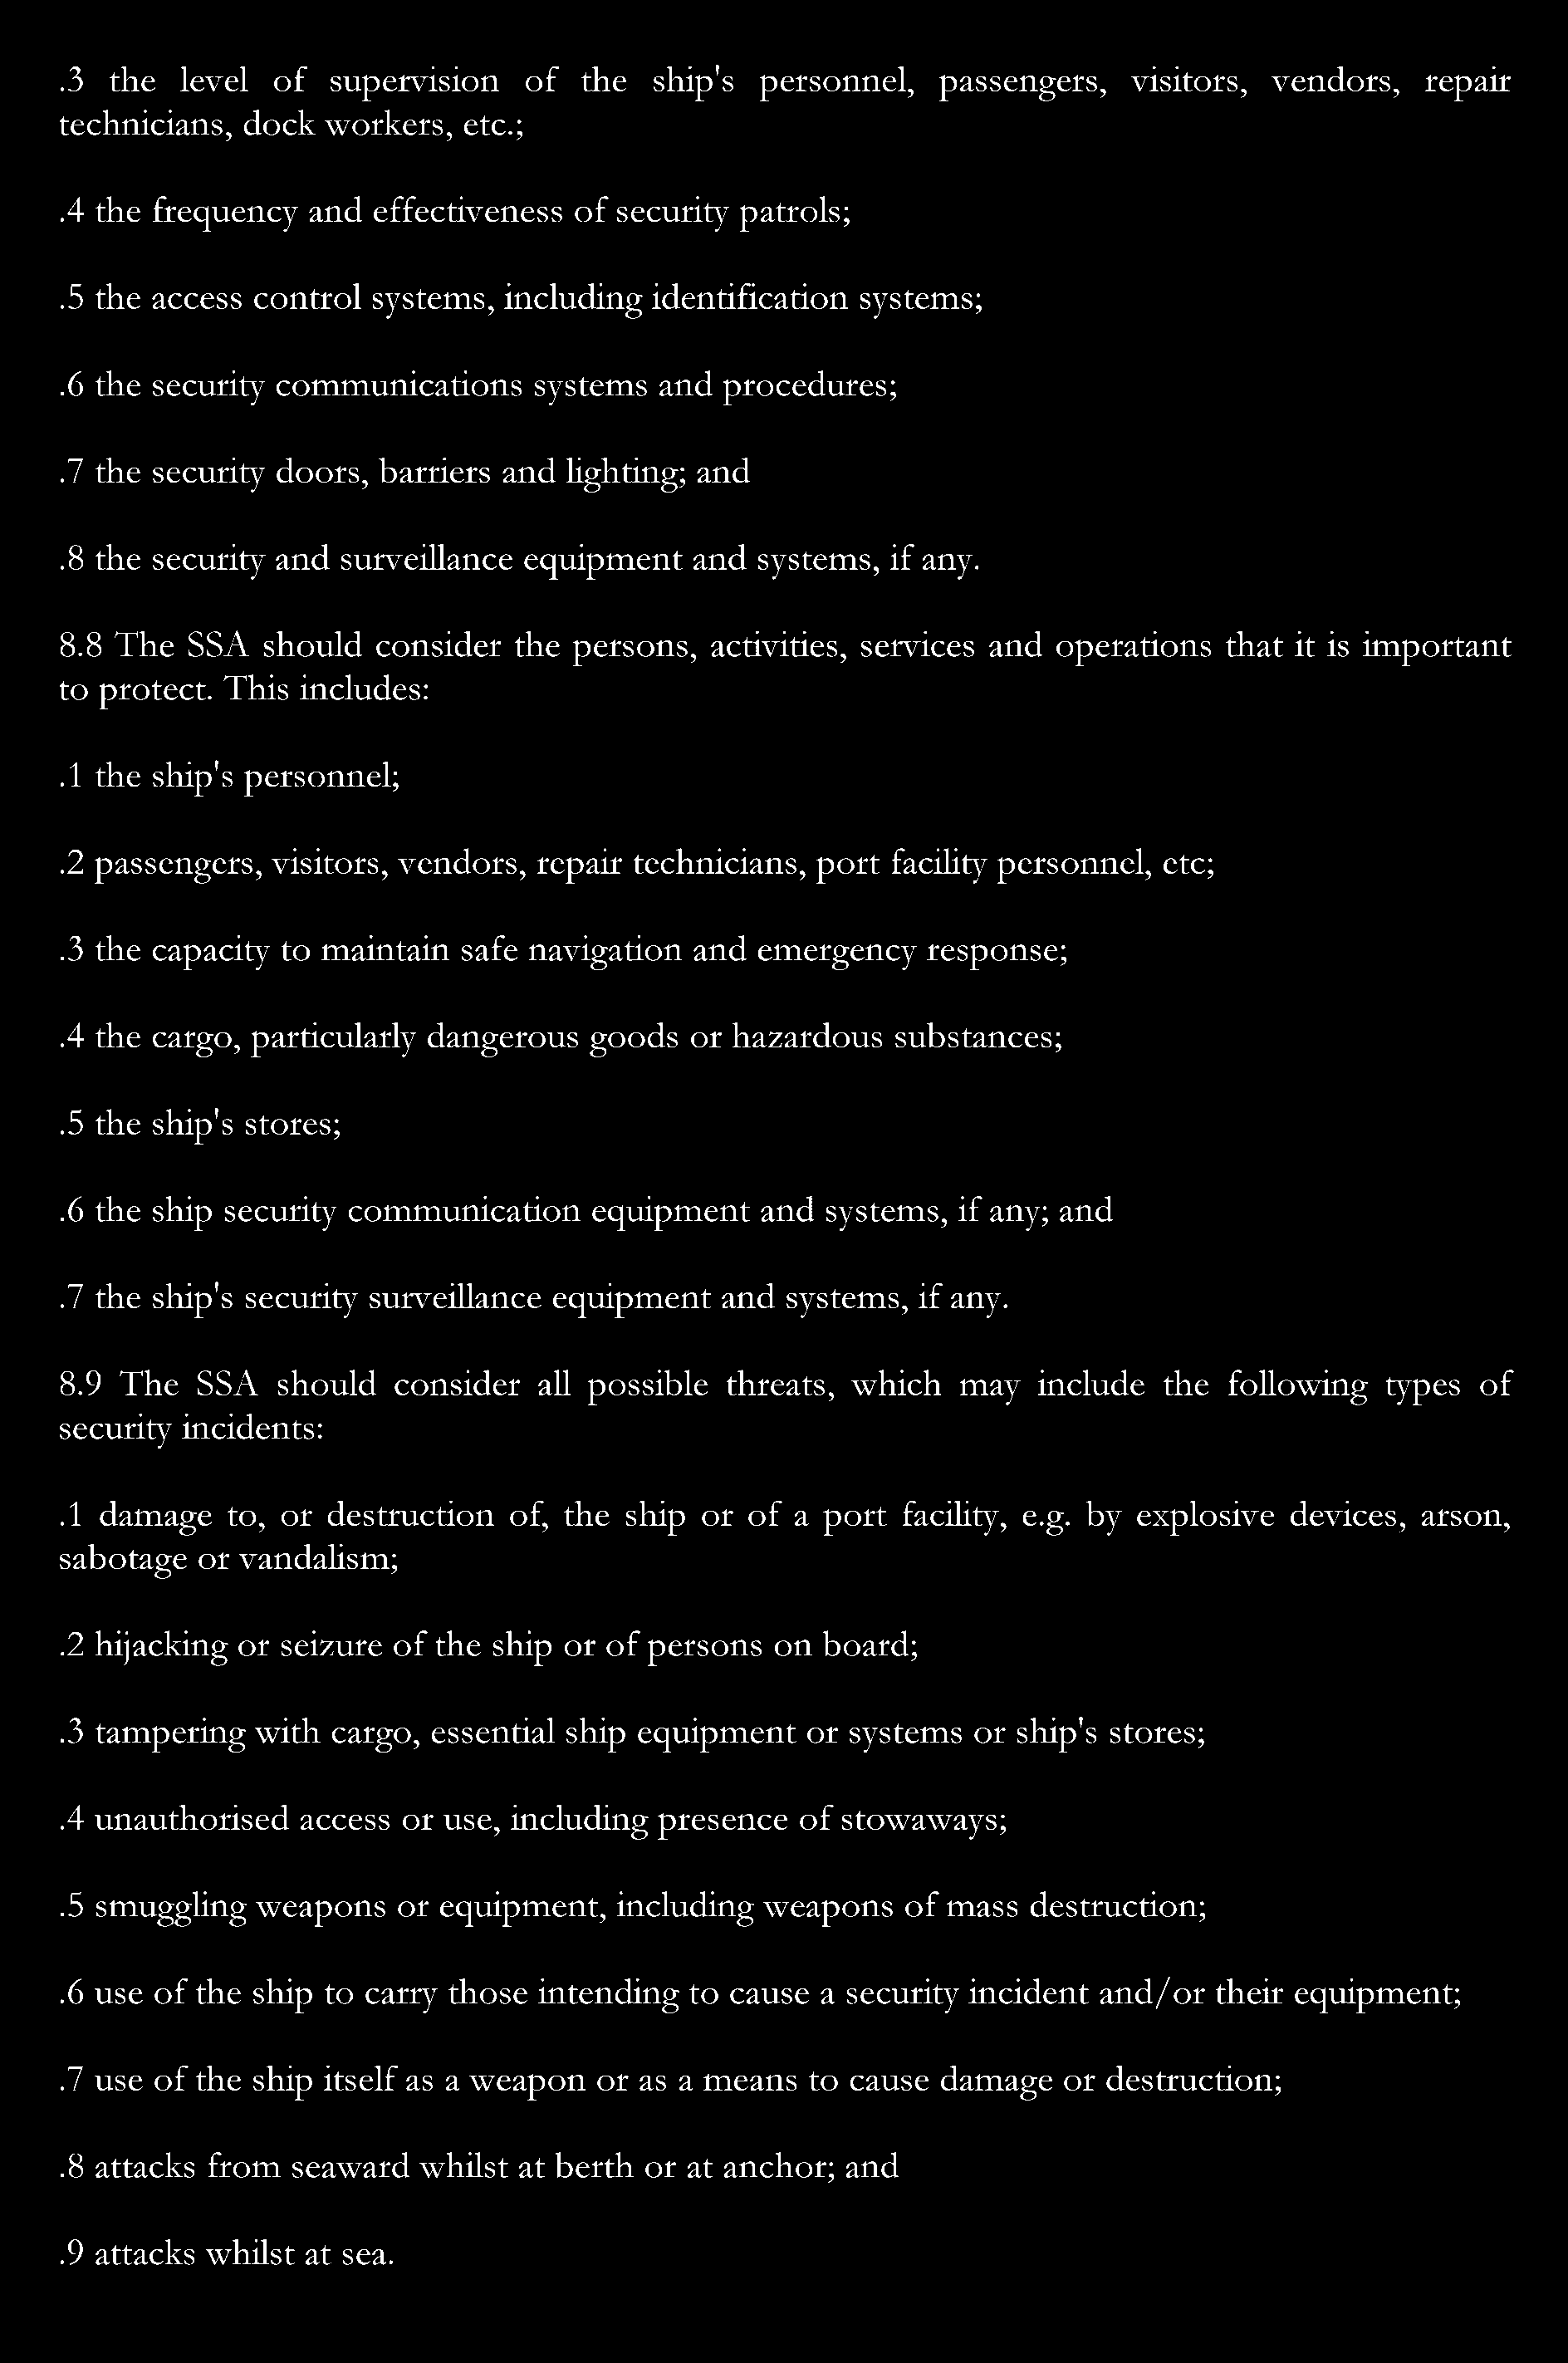 .3 the level of supervision of the ship's personnel, passengers, visitors, vendors, repair
technicians, dock workers, etc.;
.4 the frequency and effectiveness of security patrols;
.5 the access control systems, including identification systems;
.6 the security communications systems and procedures;
.7 the security doors, barriers and lighting; and
.8 the security and surveillance equipment and systems, if any.
8.8 The SSA should consider the persons, activities, services and operations that it is important
to protect. This includes:
.1 the ship's personnel;
.2 passengers, visitors, vendors, repair technicians, port facility personnel, etc;
.3 the capacity to maintain safe navigation and emergency response;
.4 the cargo, particularly dangerous goods or hazardous substances;
.5 the ship's stores;
.6 the ship security communication equipment and systems, if any; and
.7 the ship's security surveillance equipment and systems, if any.
8.9 The SSA should consider all possible threats, which may include the following types of
security incidents:
.1 damage to, or destruction of, the ship or of a port facility, e.g. by explosive devices, arson,
sabotage or vandalism;
.2 hijacking or seizure of the ship or of persons on board;
.3 tampering with cargo, essential ship equipment or systems or ship's stores;
.4 unauthorised access or use, including presence of stowaways;
.5 smuggling weapons or equipment, including weapons of mass destruction;
.6 use of the ship to carry those intending to cause a security incident and/or their equipment;
.7 use of the ship itself as a weapon or as a means to cause damage or destruction;
.8 attacks from seaward whilst at berth or at anchor; and
.9 attacks whilst at sea.